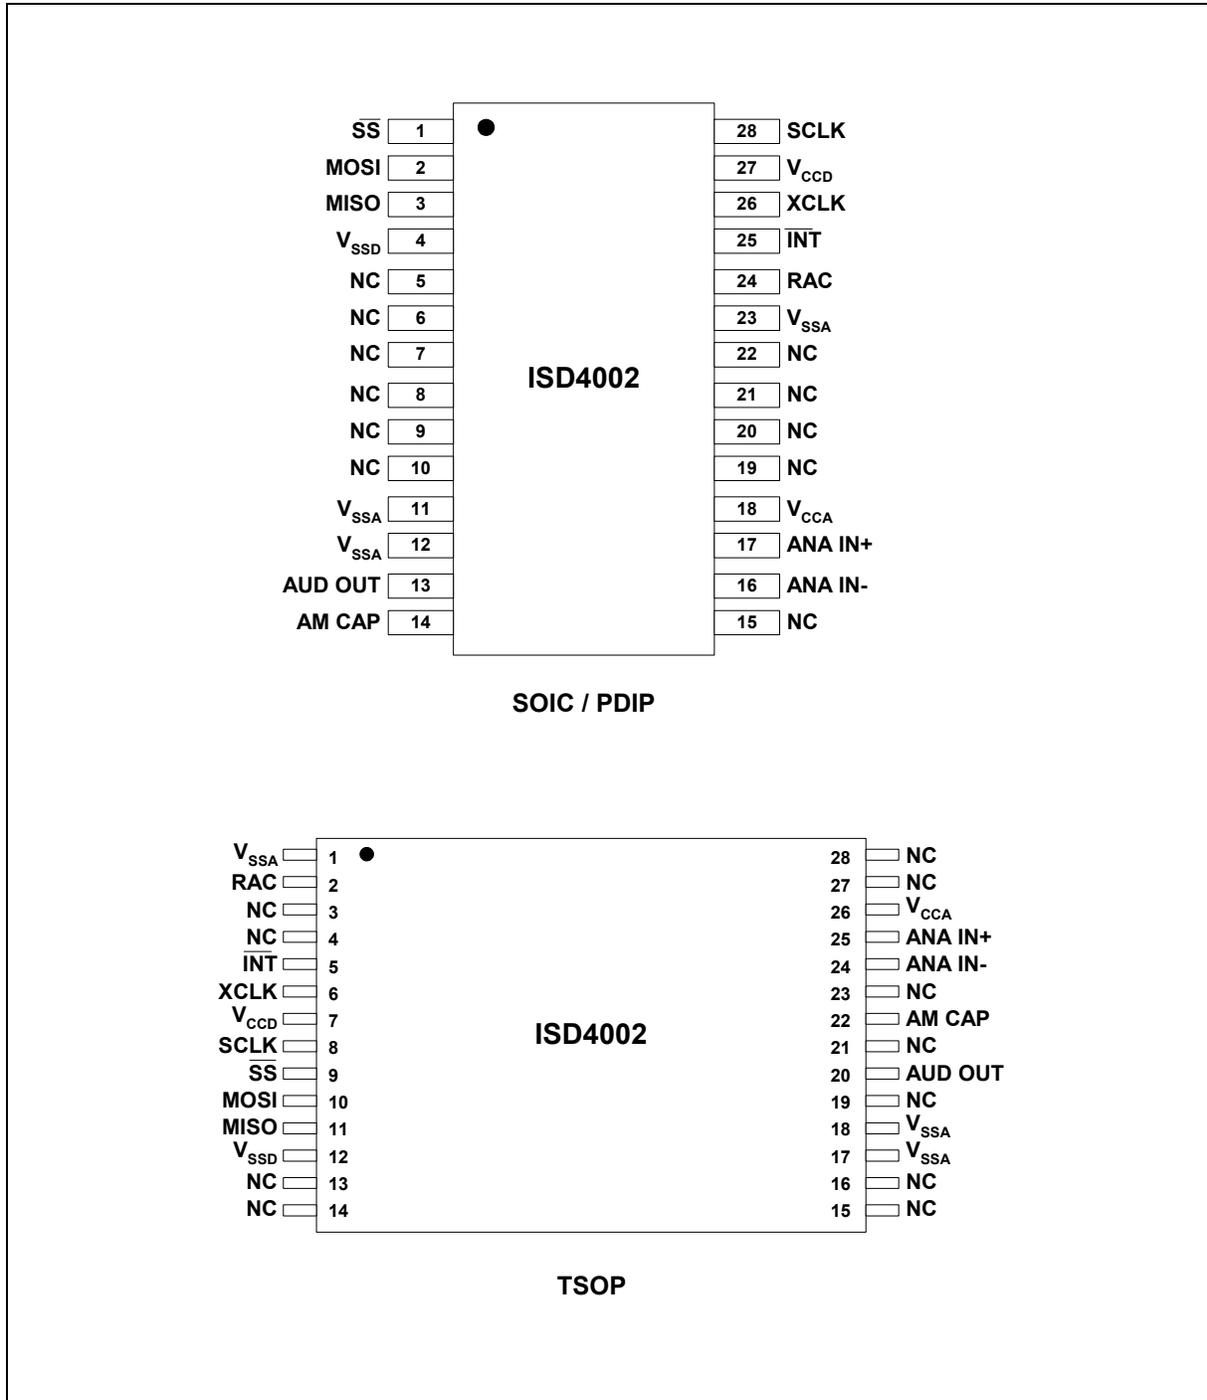 SS 1 28 SCLK
MOSI 2 27 VCCD
MISO 3 26 XCLK
VSSD 4 25 INT
NC 5 24 RAC
NC 6 23 VSSA
NC 7 22 NC
ISD4002
NC 8 21 NC
NC 9 20 NC
NC 10 19 NC
VSSA 11 18 VCCA
VSSA 12 17 ANA IN+
AUD OUT 13 16 ANA IN-
AM CAP 14 15 NC
SOIC / PDIP
VSSA 1 28 NC
RAC 2 27 NC
NC 3 26 VCCA
NC 4 25 ANA IN+
INT 5 24 ANA IN-
XCLK 6 23 NC
VCCD 7 22 AM CAP
ISD4002
SCLK 8 21 NC
SS 9 20 AUD OUT
MOSI 10 19 NC
MISO 11 18 VSSA
VSSD 12 17 VSSA
NC 13 16 NC
NC 14 15 NC
TSOP